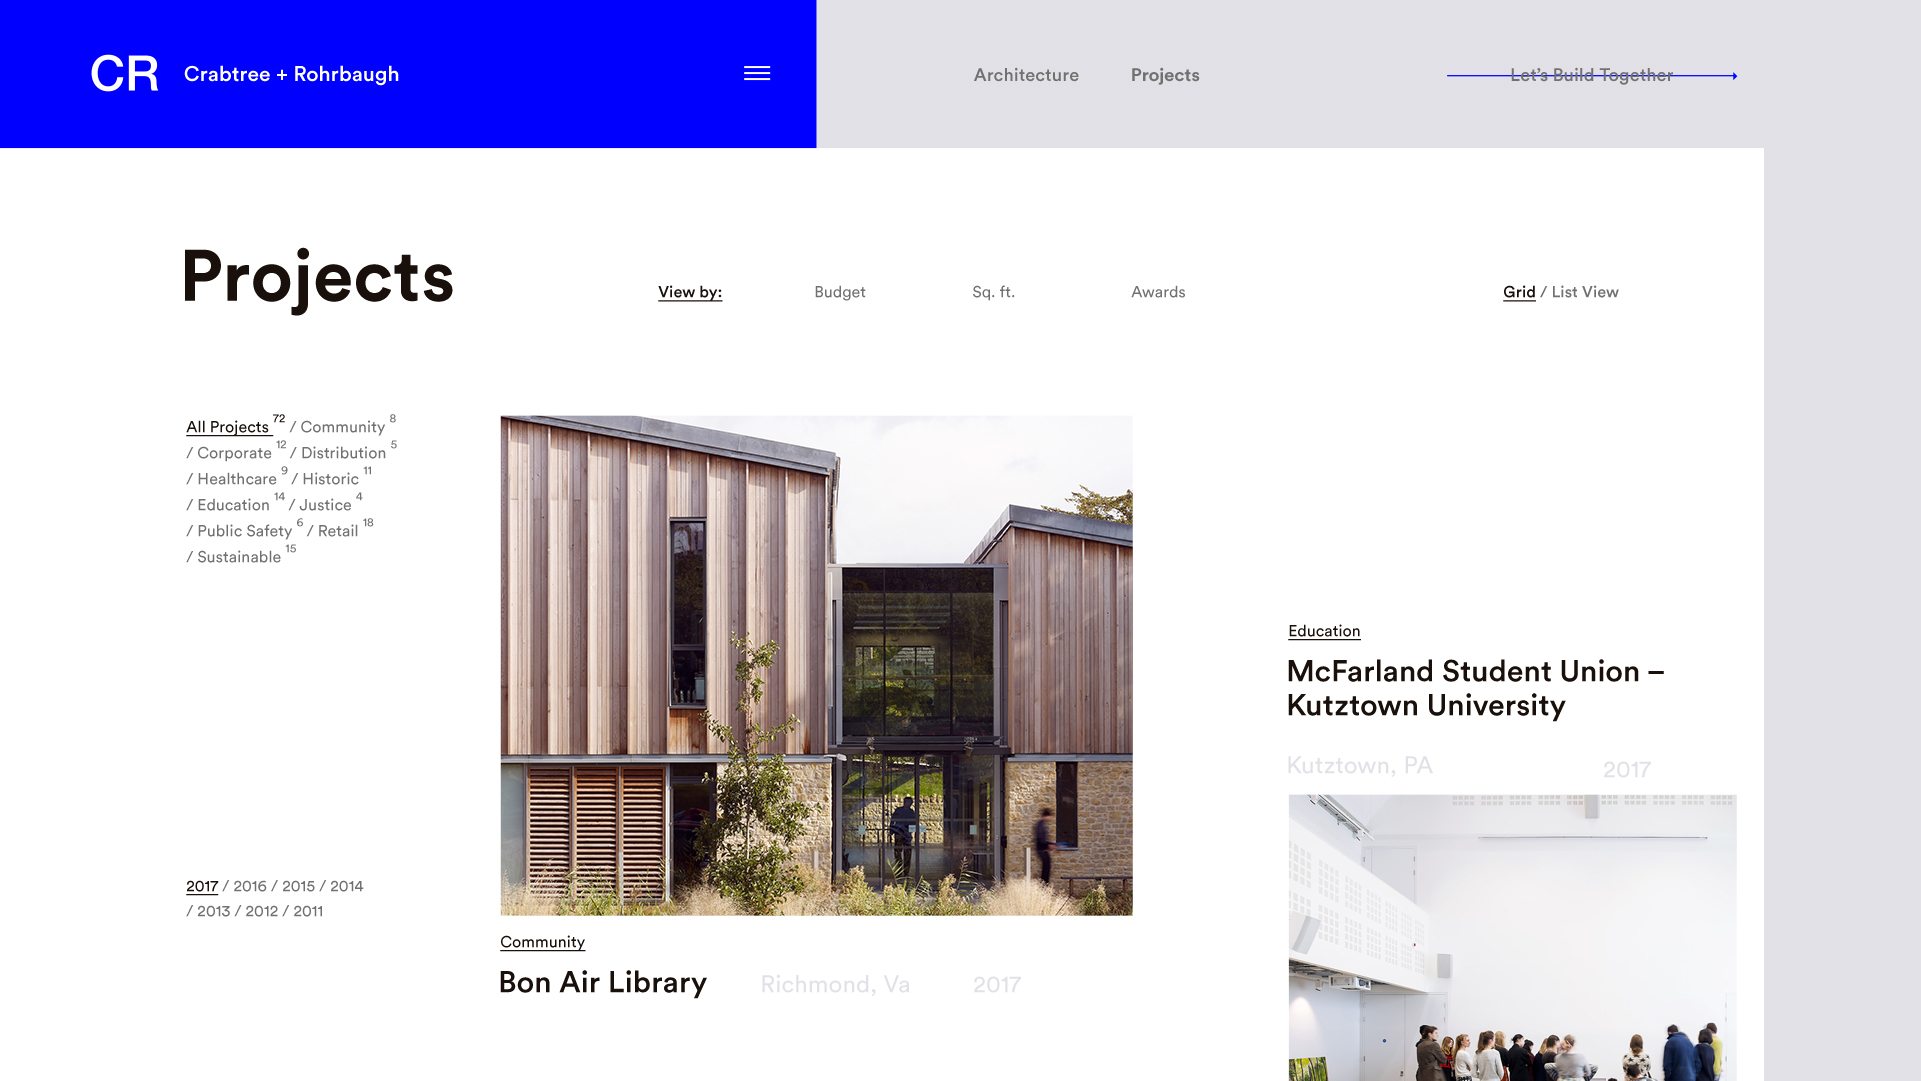 CR Crabtree + Rohrbaugh
Architecture Projects Let's Build Together
Projects
View by: Budget Sq. ft. Awards Grid / List View
All Projects 72 / Community 8
/ Corporate 12 / Distribution 5
/ Healthcare 9 / Historic 11
/ Education 14 / Justice 4
/ Public Safety 6 / Retail 18
/ Sustainable 15
2017 / 2016 / 2015 / 2014
/ 2013 / 2012 / 2011
Community
Bon Air Library Richmond, Va 2017
Education
McFarland Student Union –
Kutztown University
Kutztown, PA 2017